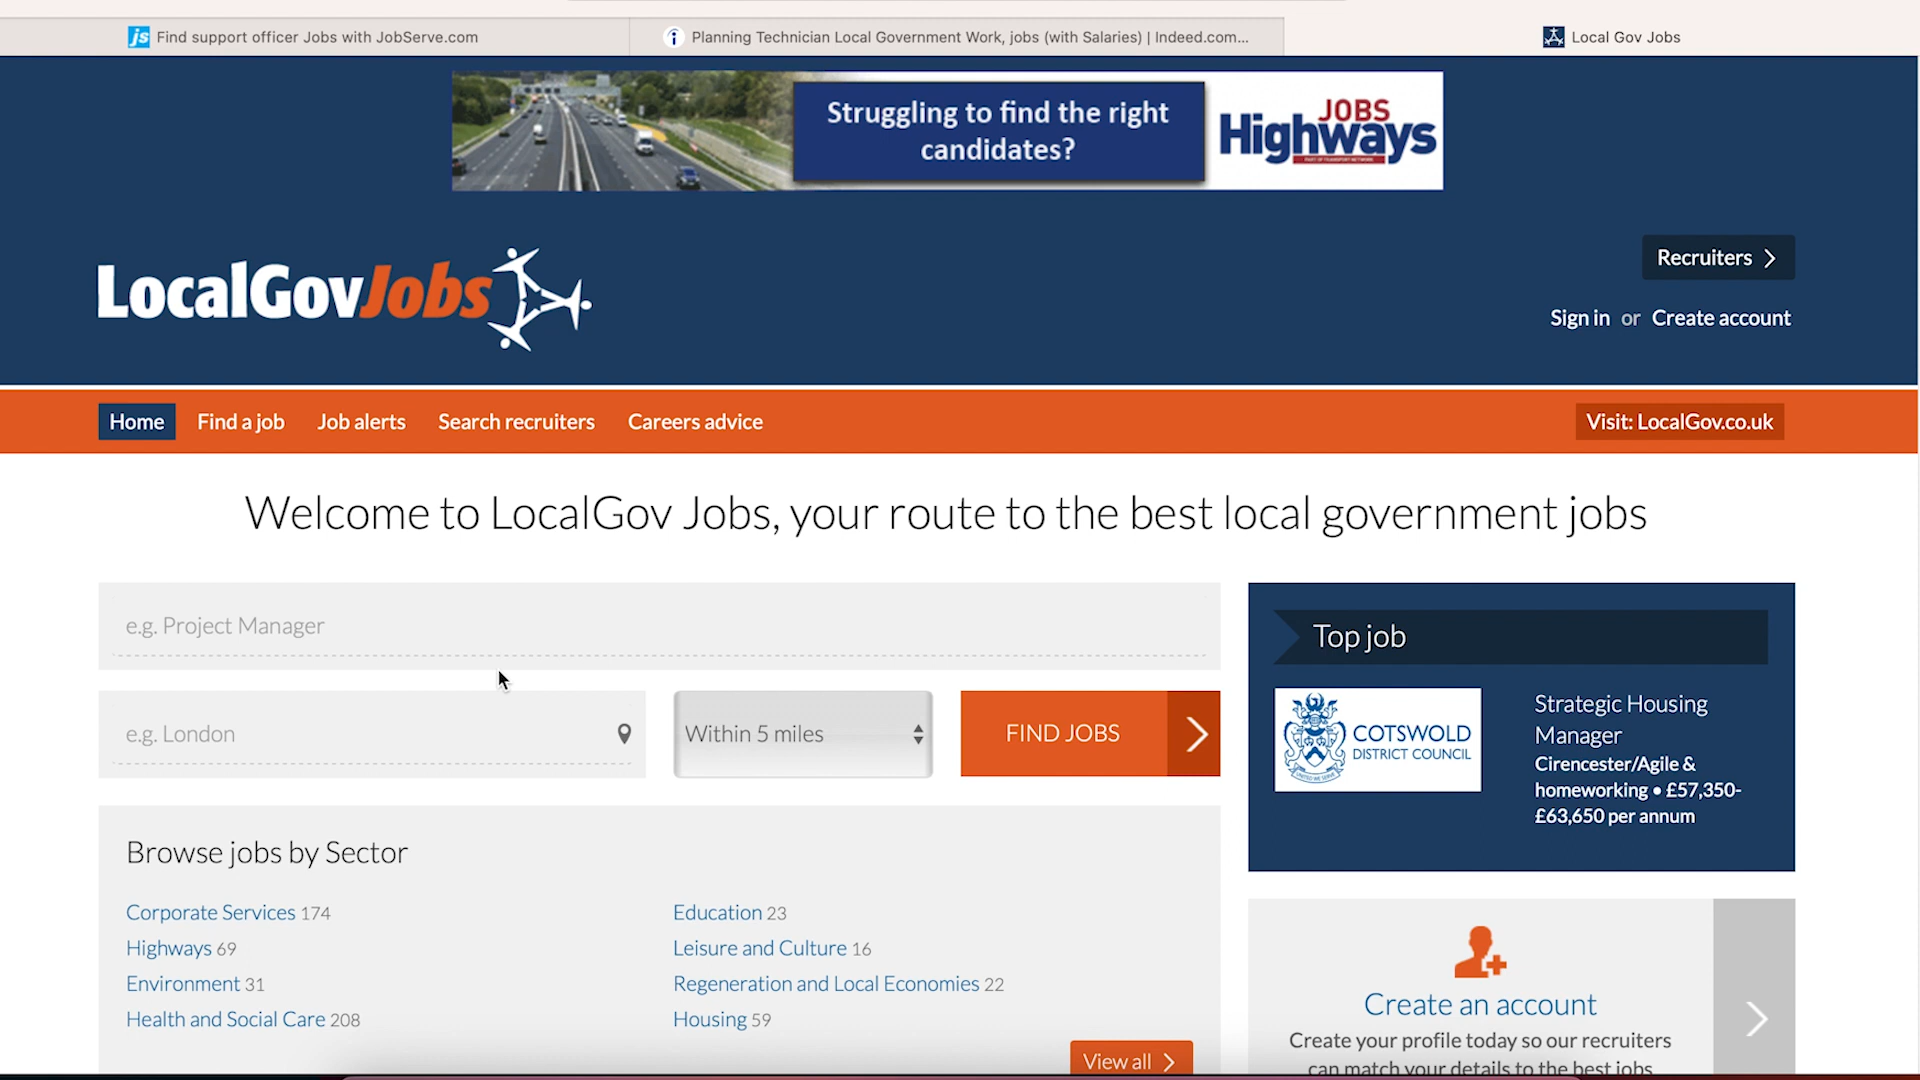 Find support officer Jobs with JobServe.com
Planning Technician Local Government Work, jobs (with Salaries) | Indeed.com...
Local Gov Jobs
Struggling to find the right
candidates?
JOBS
Highways
LocalGovJobs
Recruiters
Sign in or Create account
Home Find a job Job alerts Search recruiters Careers advice Visit: LocalGov.co.uk
Welcome to LocalGov Jobs, your route to the best local government jobs
e.g. Project Manager
e.g. London
Within 5 miles
FIND JOBS
Top job
COTSWOLD
DISTRICT COUNCIL
Strategic Housing
Manager
Cirencester/Agile &
homeworking • £57,350-
£63,650 per annum
Browse jobs by Sector
Corporate Services 174
Highways 69
Environment 31
Health and Social Care 208
Education 23
Leisure and Culture 16
Regeneration and Local Economies 22
Housing 59
View all
Create an account
Create your profile today so our recruiters
can match your details to the best jobs